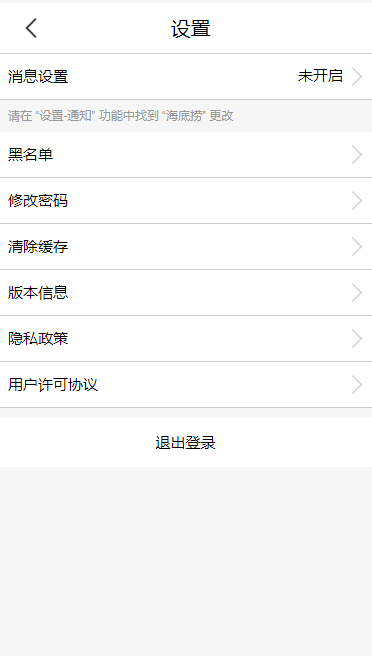 设置
消息设置 未开启
请在 “设置-通知” 功能中找到 “海底捞” 更改
黑名单
修改密码
清除缓存
版本信息
隐私政策
用户许可协议
退出登录